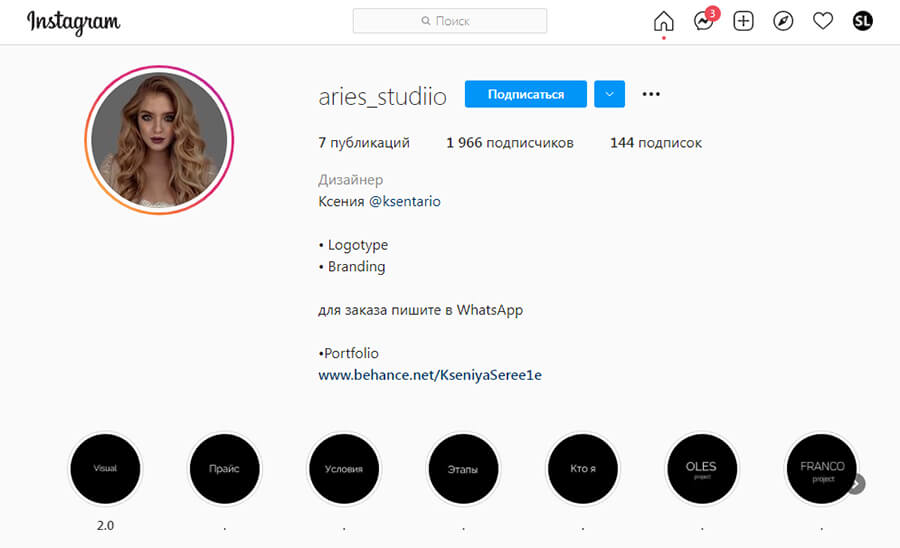 Instagram
Поиск
3
SL
aries_studiio
Подписаться
7 публикаций 1 966 подписчиков 144 подписок
Дизайнер
Ксения @ksentario
• Logotype
• Branding
для заказа пишите в WhatsApp
•Portfolio
www.behance.net/KseniyaSeree1e
Visual
Прайс
Условия
Этапы
Кто я
OLES
project
FRANCO
project
2.0 . . . . . .